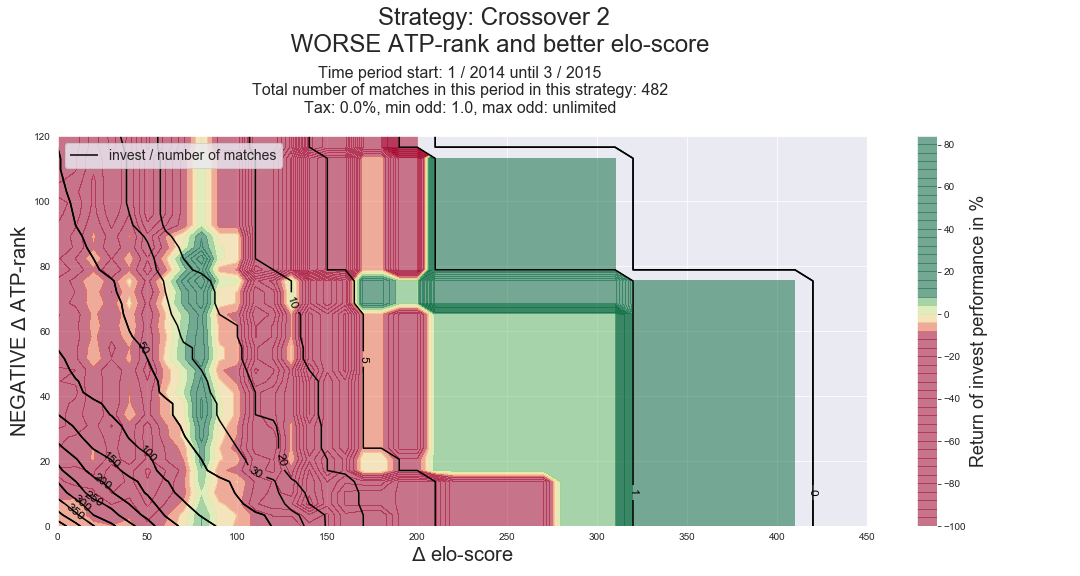 Strategy: Crossover 2
WORSE ATP-rank and better elo-score
Time period start: 1 / 2014 until 3 / 2015
Total number of matches in this period in this strategy: 482
Tax: 0.0%, min odd: 1.0, max odd: unlimited
invest / number of matches
NEGATIVE Δ ATP-rank
120
100
80
60
40
20
0
50
100
150
200
250
350
30
20
10
5
1
0
0 50 100 150 200 250 300 350 400 450
Δ elo-score
80
60
40
20
0
−20
−40
−60
−80
−100
Return of invest performance in %